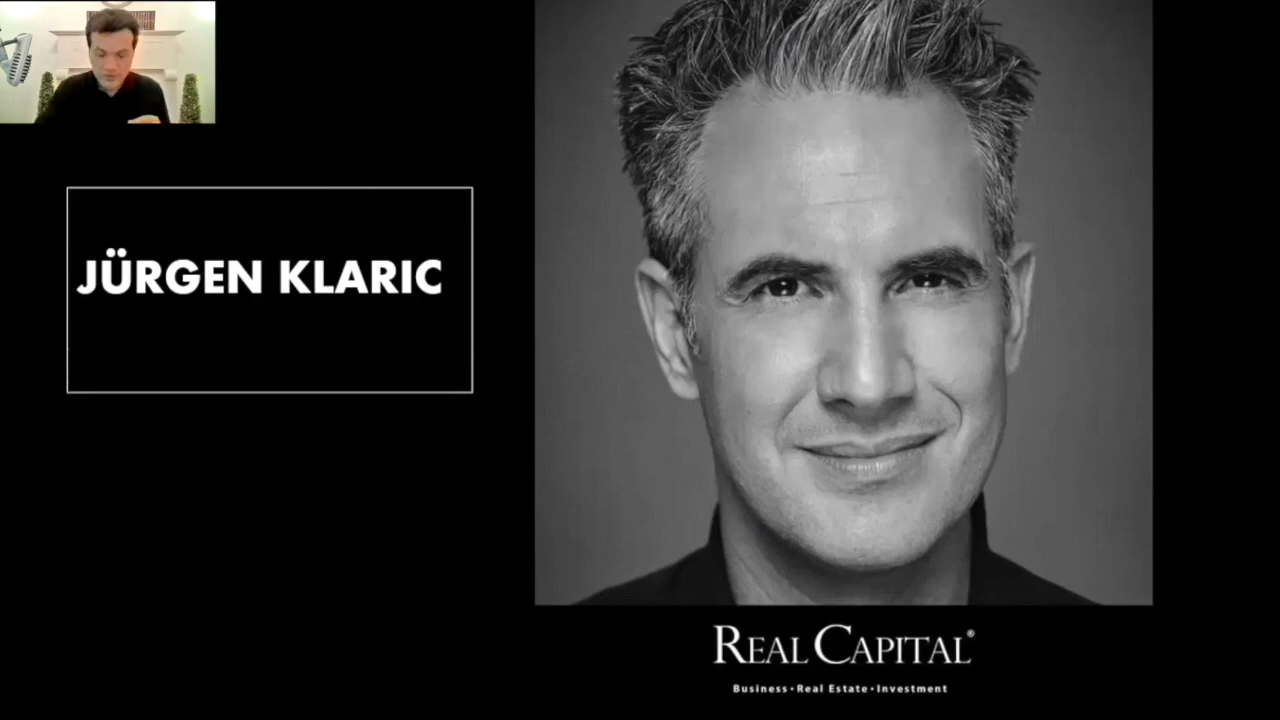 JÜRGEN KLARIC
REAL CAPITAL®
Business • Real Estate • Investment